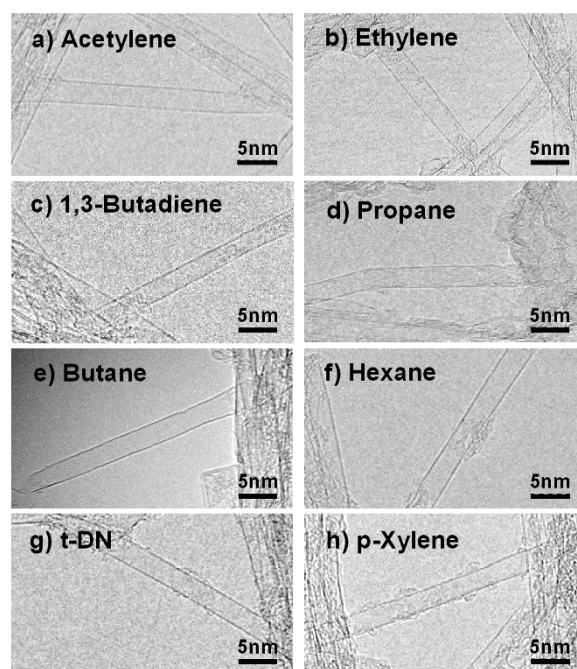 a) Acetylene
5nm
b) Ethylene
5nm
c) 1,3-Butadiene
5nm
d) Propane
5nm
e) Butane
5nm
f) Hexane
5nm
g) t-DN
5nm
h) p-Xylene
5nm